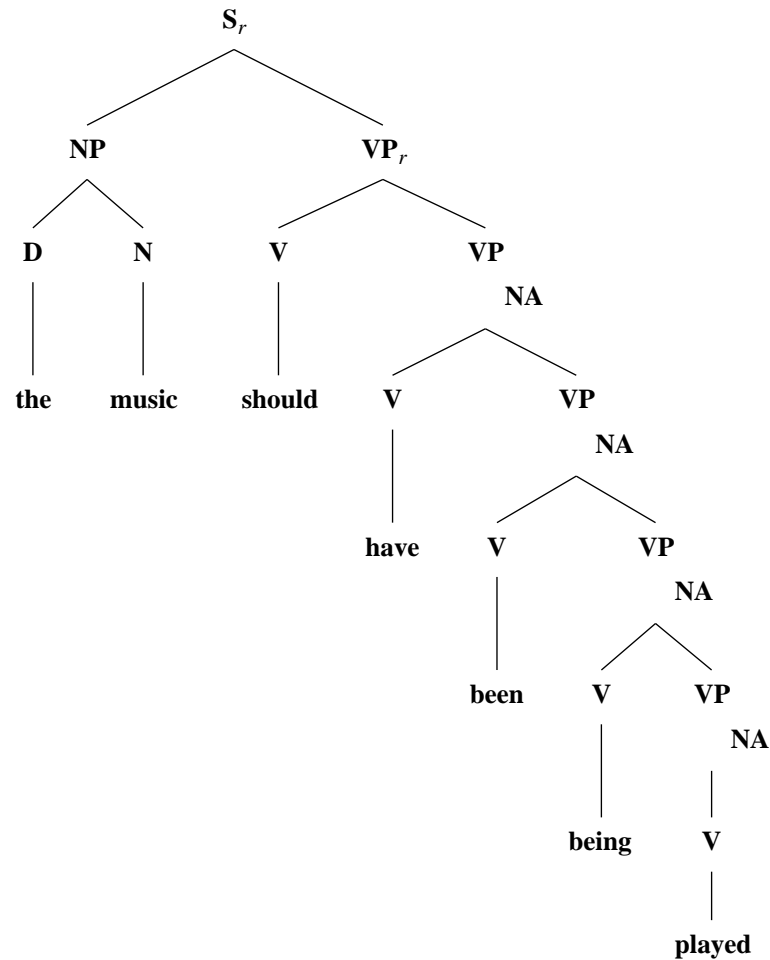 S_r
NP VP_r
D N V VP
NA
the music should V VP
NA
have V VP
NA
been V VP
NA
being V
played